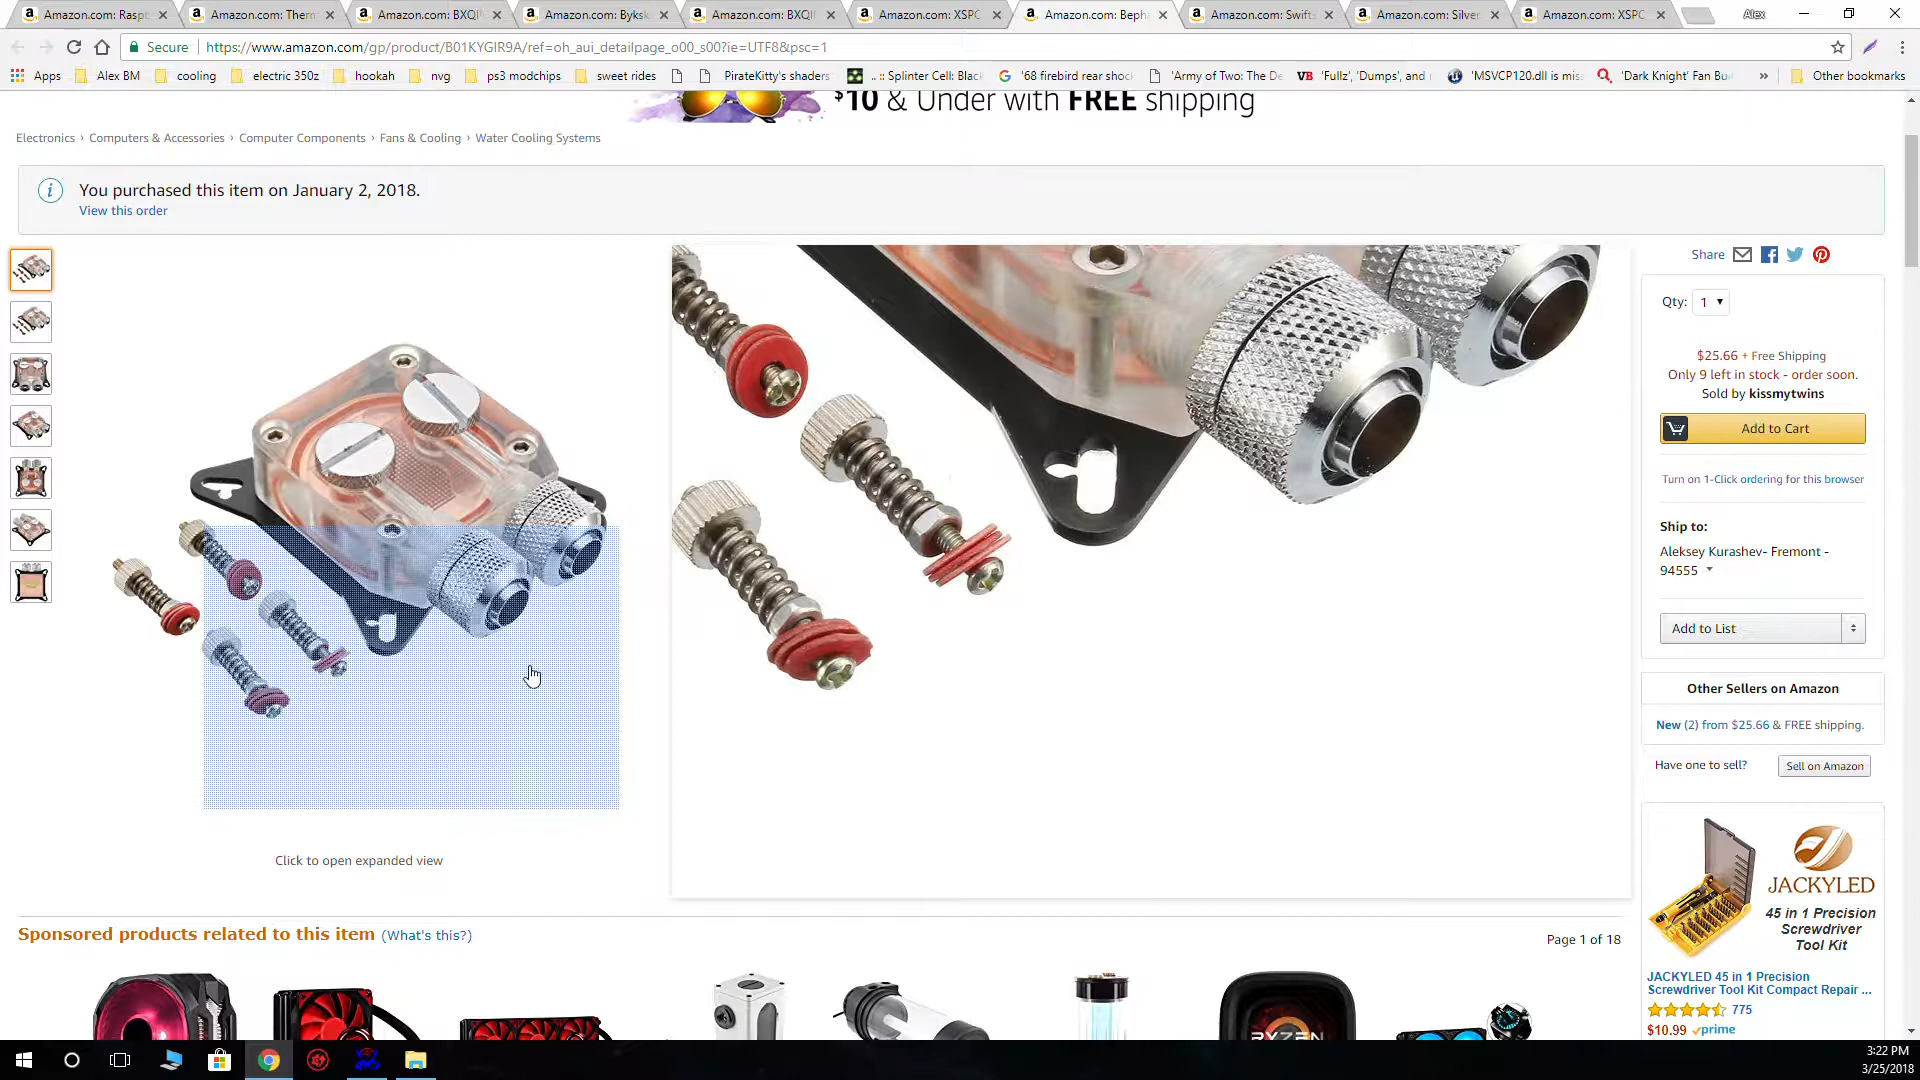 Amazon.com: Raspt
Amazon.com: Therm
Amazon.com: BXQI
Amazon.com: Byksk
Amazon.com: BXQI
Amazon.com: XSPC
Amazon.com: Beph
Amazon.com: Swift
Amazon.com: Silver
Amazon.com: XSPC
Alex
Secure
https://www.amazon.com/gp/product/B01KYGIR9A/ref=oh_aui_detailpage_o00_s00?ie=UTF8&psc=1
Apps
Alex BM
cooling
electric 350z
hookah
nvg
ps3 modchips
sweet rides
PirateKitty's shaders
.. :: Splinter Cell: Blac
'68 firebird rear shoc
'Army of Two: The De
'Fullz', 'Dumps', and
'MSVCP120.dll is mis
'Dark Knight' Fan Bu
»
Other bookmarks
$10 & Under with FREE shipping
Electronics › Computers & Accessories › Computer Components › Fans & Cooling › Water Cooling Systems
You purchased this item on January 2, 2018.
View this order
Share
Qty: 1
$25.66 + Free Shipping
Only 9 left in stock - order soon.
Sold by kissmytwins
Add to Cart
Turn on 1-Click ordering for this browser
Ship to:
Aleksey Kurashev- Fremont -
94555
Add to List
Other Sellers on Amazon
New (2) from $25.66 & FREE shipping.
Have one to sell?
Sell on Amazon
Click to open expanded view
JACKYLED
45 in 1 Precision
Screwdriver
Tool Kit
Sponsored products related to this item (What's this?)
Page 1 of 18
JACKYLED 45 in 1 Precision
Screwdriver Tool Kit Compact Repair ...
775
$10.99 prime
RYZEN
3:22 PM
3/25/2018